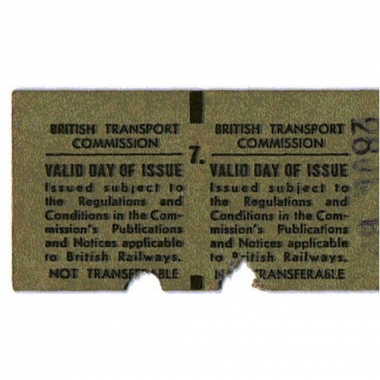 BRITISH TRANSPORT
COMMISSION
VALID DAY OF ISSUE
Issued subject to
the Regulations and
Conditions in the Com-
mission's Publications
and Notices applicable
to British Railways.
NOT TRANSFERABLE
7.
BRITISH TRANSPORT
COMMISSION
VALID DAY OF ISSUE
Issued subject to
the Regulations and
Conditions in the Com-
mission's Publications
and Notices applicable
to British Railways.
TRANSFERABLE